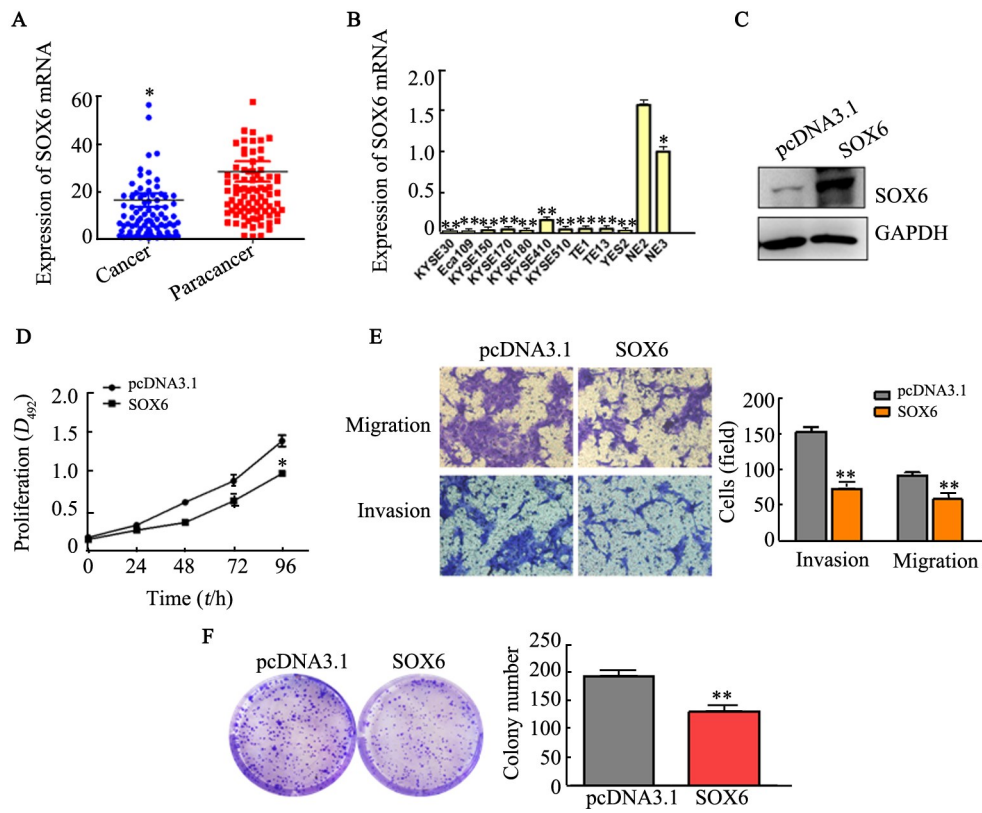 A
Expression of SOX6 mRNA
60
40
20
0
*
Cancer
Paracancer
B
Expression of SOX6 mRNA
2.0
1.5
1.0
0.5
0
** ** ** ** ** ** ** ** ** ** *
KYSE30
Eca109
KYSE150
KYSE170
KYSE180
KYSE410
KYSE510
TE1
TE13
YES2
NE2
NE3
C
pcDNA3.1
SOX6
SOX6
GAPDH
D
pcDNA3.1
SOX6
Proliferation (D492)
2.0
1.5
1.0
0.5
0
*
0 24 48 72 96
Time (t/h)
E
pcDNA3.1 SOX6
Migration
Invasion
pcDNA3.1
SOX6
Cells (field)
200
150
100
50
0
** **
Invasion Migration
F
pcDNA3.1 SOX6
Colony number
250
200
150
100
50
0
**
pcDNA3.1 SOX6